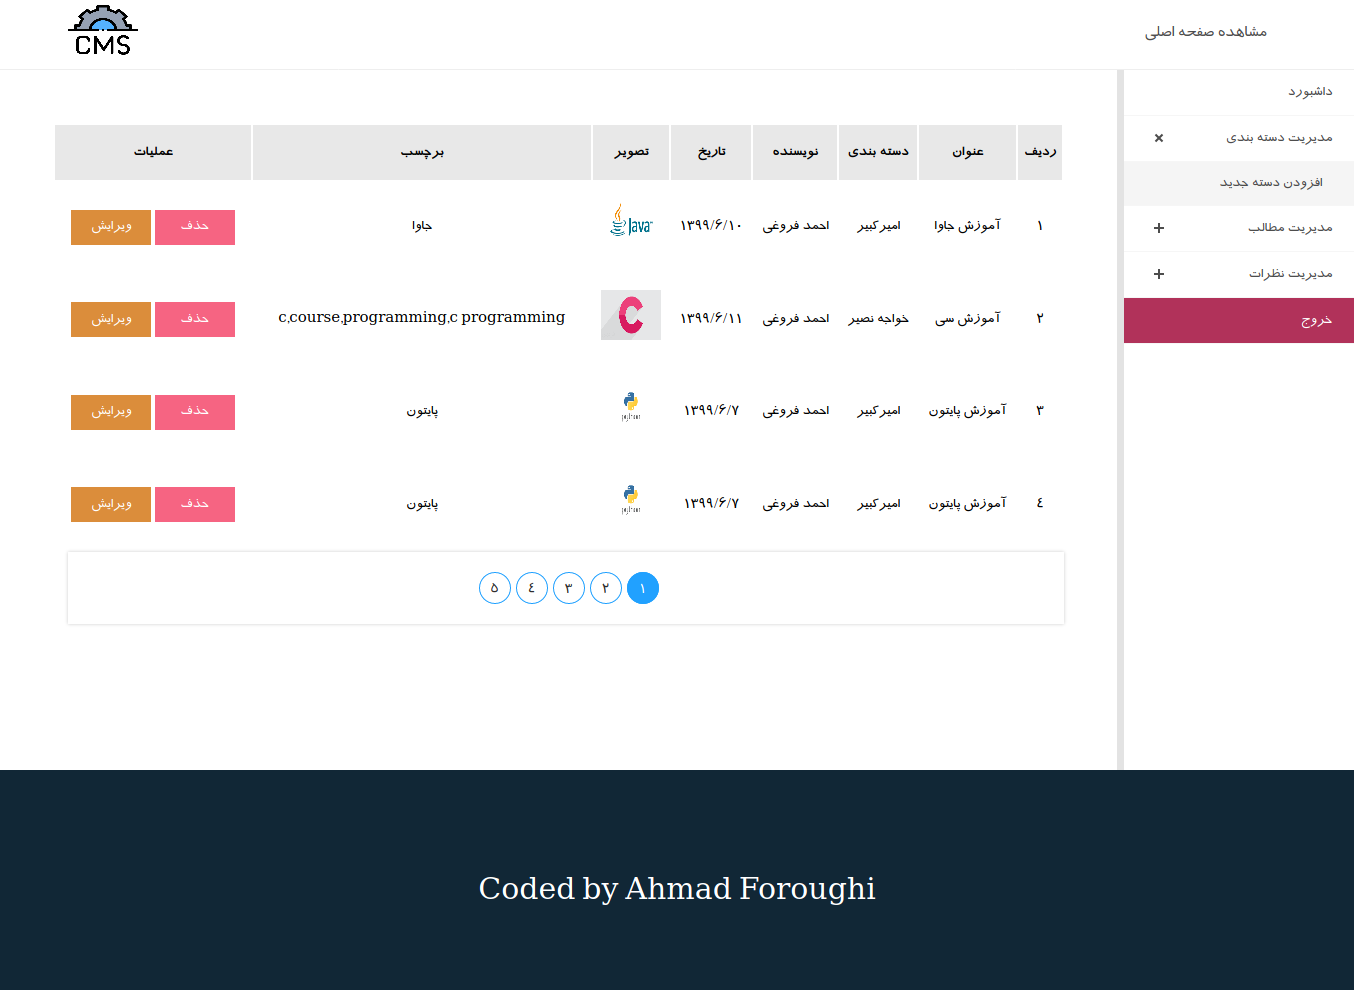 مشاهده صفحه اصلی
CMS
داشبورد
مدیریت دسته بندی ×
افزودن دسته جدید
مدیریت مطالب +
مدیریت نظرات +
خروج
ردیف عنوان دسته بندی نویسنده تاریخ تصویر برچسب عملیات
۱ آموزش جاوا امیرکبیر احمد فروغی ۱۳۹۹/۶/۱۰ Java جاوا حذف ویرایش
۲ آموزش سی خواجه نصیر احمد فروغی ۱۳۹۹/۶/۱۱ C c,course,programming,c programming حذف ویرایش
۳ آموزش پایتون امیرکبیر احمد فروغی ۱۳۹۹/۶/۷ python پایتون حذف ویرایش
٤ آموزش پایتون امیرکبیر احمد فروغی ۱۳۹۹/۶/۷ python پایتون حذف ویرایش
۱ ۲ ۳ ٤ ۵
Coded by Ahmad Foroughi